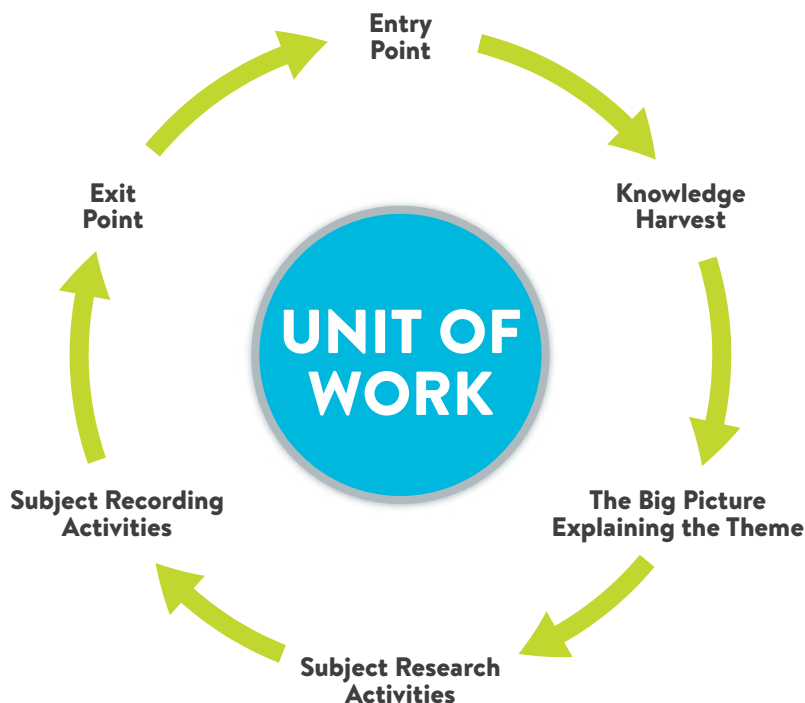 Entry
Point
Knowledge
Harvest
The Big Picture
Explaining the Theme
Subject Research
Activities
Subject Recording
Activities
Exit
Point
UNIT OF
WORK